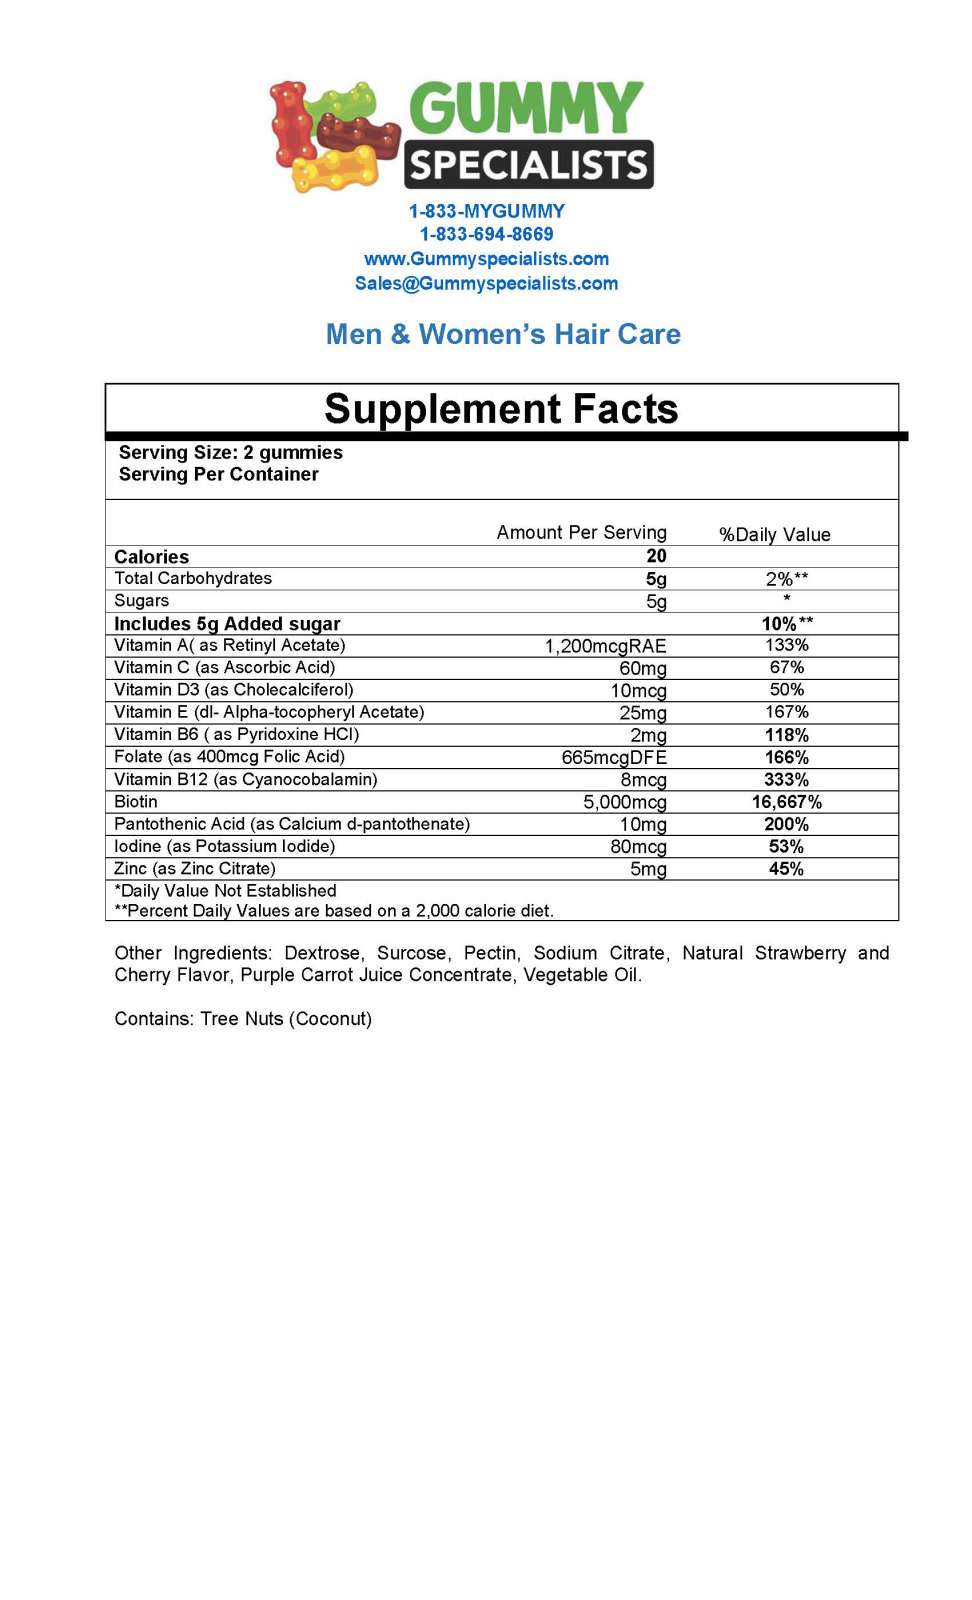 GUMMY
SPECIALISTS
1-833-MYGUMMY
1-833-694-8669
www.Gummyspecialists.com
Sales@Gummyspecialists.com
Men & Women’s Hair Care
Supplement Facts
Serving Size: 2 gummies
Serving Per Container
Amount Per Serving %Daily Value
Calories 20
Total Carbohydrates 5g 2%**
Sugars 5g *
Includes 5g Added sugar 10%**
Vitamin A( as Retinyl Acetate) 1,200mcgRAE 133%
Vitamin C (as Ascorbic Acid) 60mg 67%
Vitamin D3 (as Cholecalciferol) 10mcg 50%
Vitamin E (dl- Alpha-tocopheryl Acetate) 25mg 167%
Vitamin B6 ( as Pyridoxine HCl) 2mg 118%
Folate (as 400mcg Folic Acid) 665mcgDFE 166%
Vitamin B12 (as Cyanocobalamin) 8mcg 333%
Biotin 5,000mcg 16,667%
Pantothenic Acid (as Calcium d-pantothenate) 10mg 200%
Iodine (as Potassium Iodide) 80mcg 53%
Zinc (as Zinc Citrate) 5mg 45%
*Daily Value Not Established
**Percent Daily Values are based on a 2,000 calorie diet.
Other Ingredients: Dextrose, Surcose, Pectin, Sodium Citrate, Natural Strawberry and
Cherry Flavor, Purple Carrot Juice Concentrate, Vegetable Oil.
Contains: Tree Nuts (Coconut)